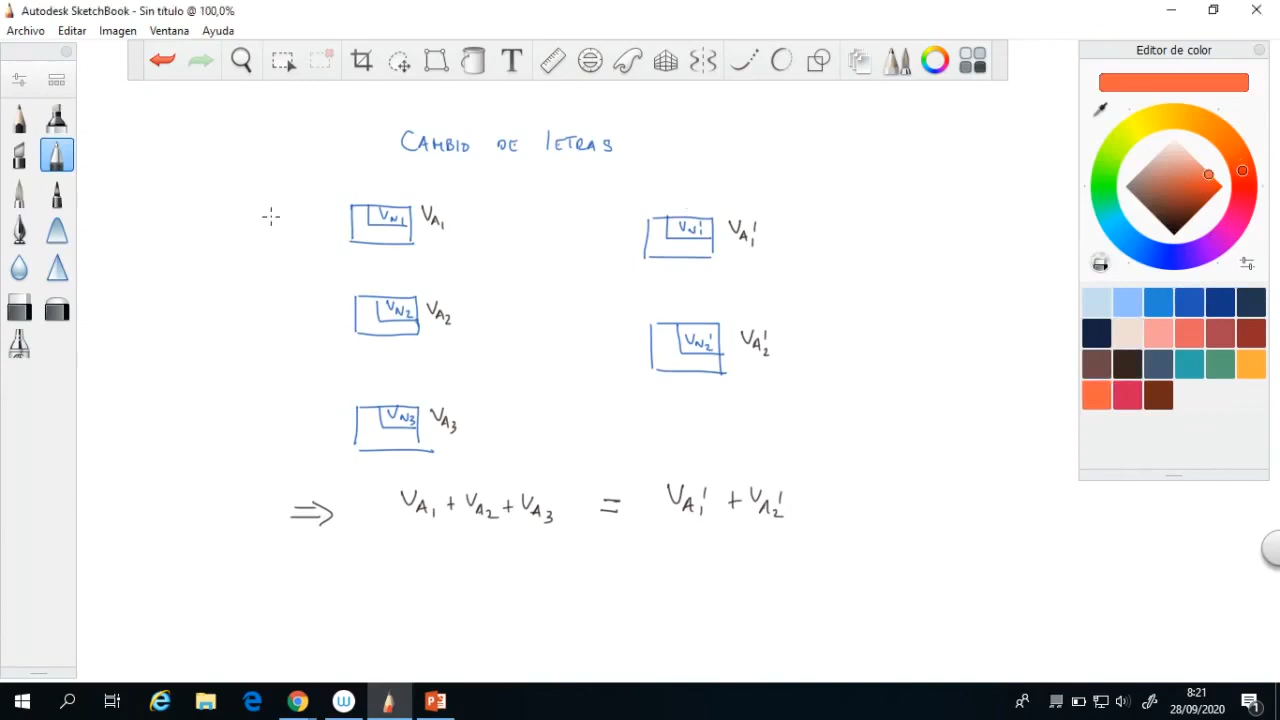 Autodesk SketchBook - Sin título @ 100,0%
Archivo Editar Imagen Ventana Ayuda
Editor de color
T
CAMBIO DE LETRAS
VN1 VA1
VN1' VA1'
VN2 VA2
VN2' VA2'
VN3 VA3
⇒ VA1 + VA2 + VA3 = VA1' + VA2'
W
8:21
28/09/2020
1